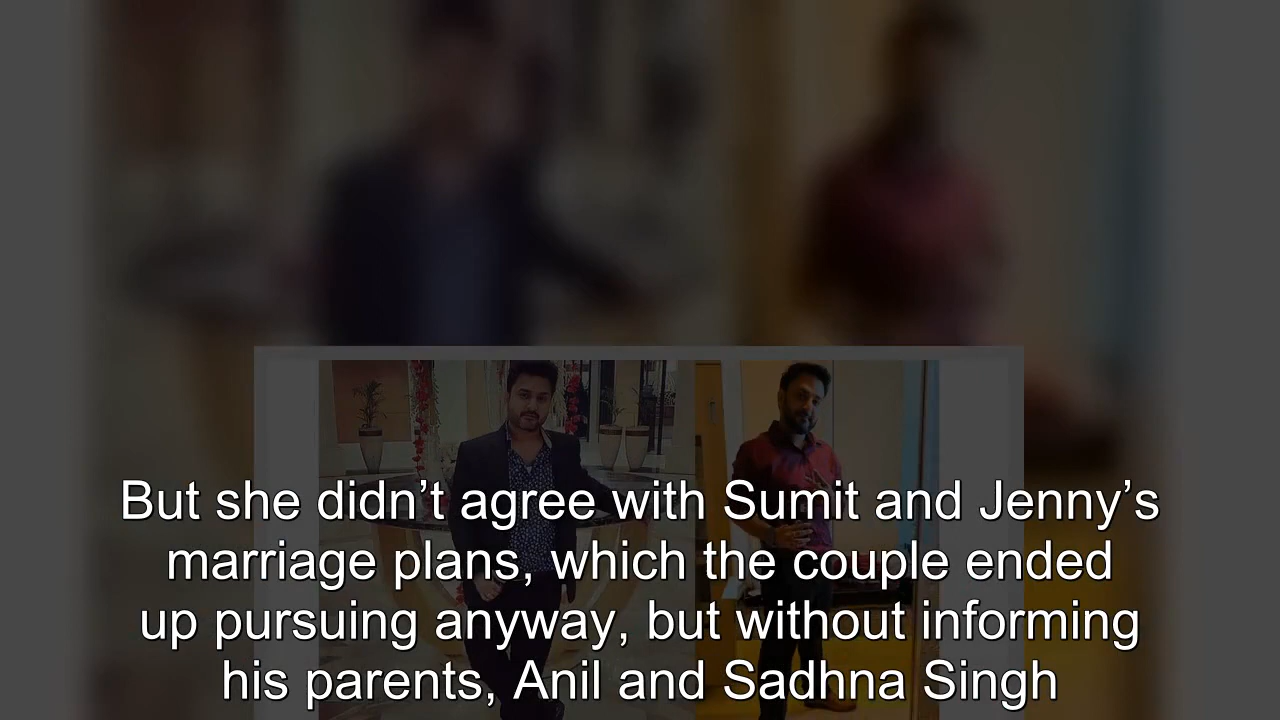 But she didn’t agree with Sumit and Jenny’s
marriage plans, which the couple ended
up pursuing anyway, but without informing
his parents, Anil and Sadhna Singh